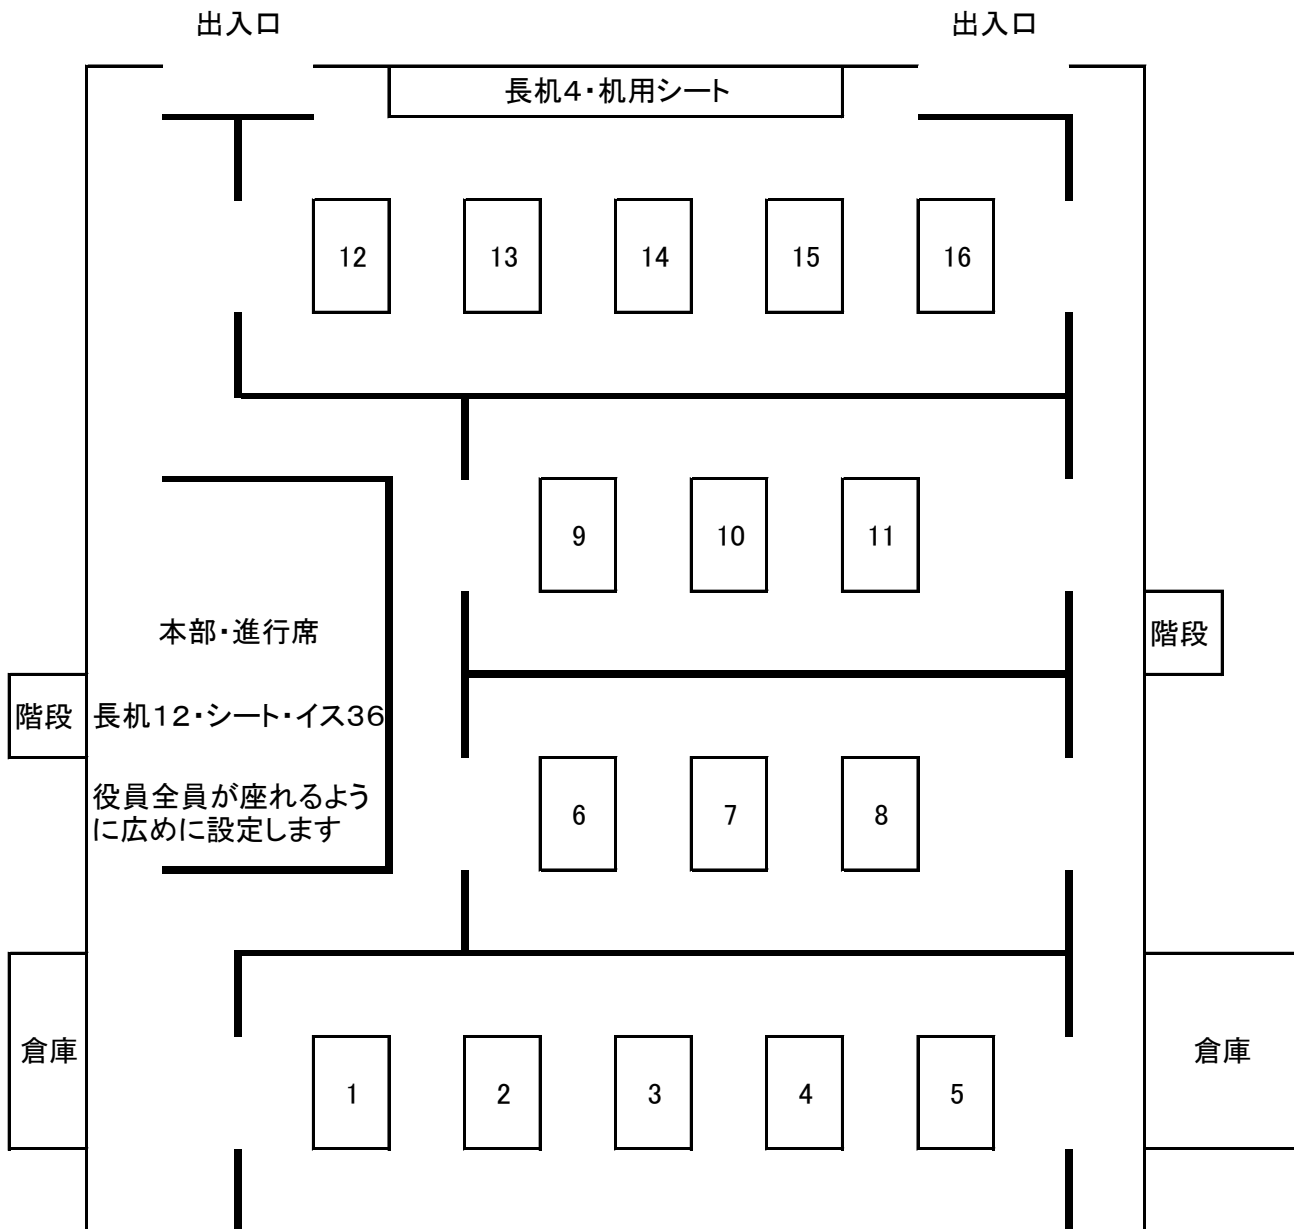 出入口
出入口
長机４・机用シート
12
13
14
15
16
9
10
11
本部・進行席
階段
階段
長机１２・シート・イス３６
役員全員が座れるよう
に広めに設定します
6
7
8
倉庫
倉庫
1
2
3
4
5